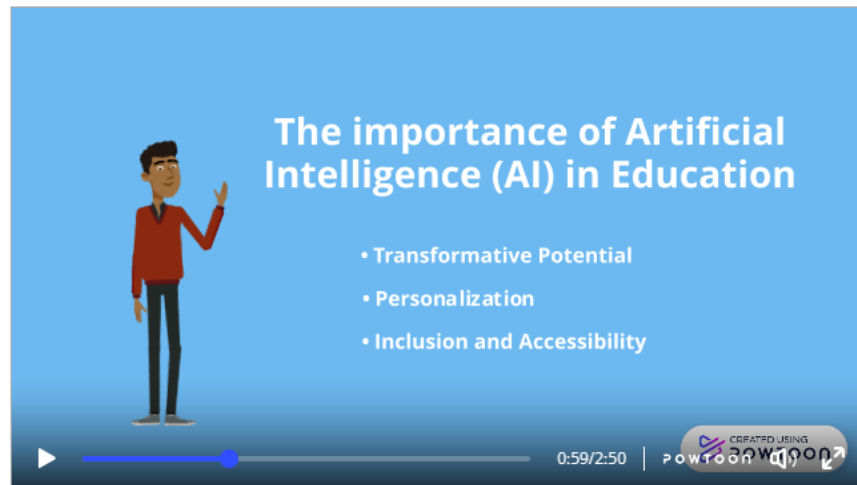 The importance of Artificial
Intelligence (AI) in Education
• Transformative Potential
• Personalization
• Inclusion and Accessibility
CREATED USING
POWTOON
0:59/2:50
POWTOON